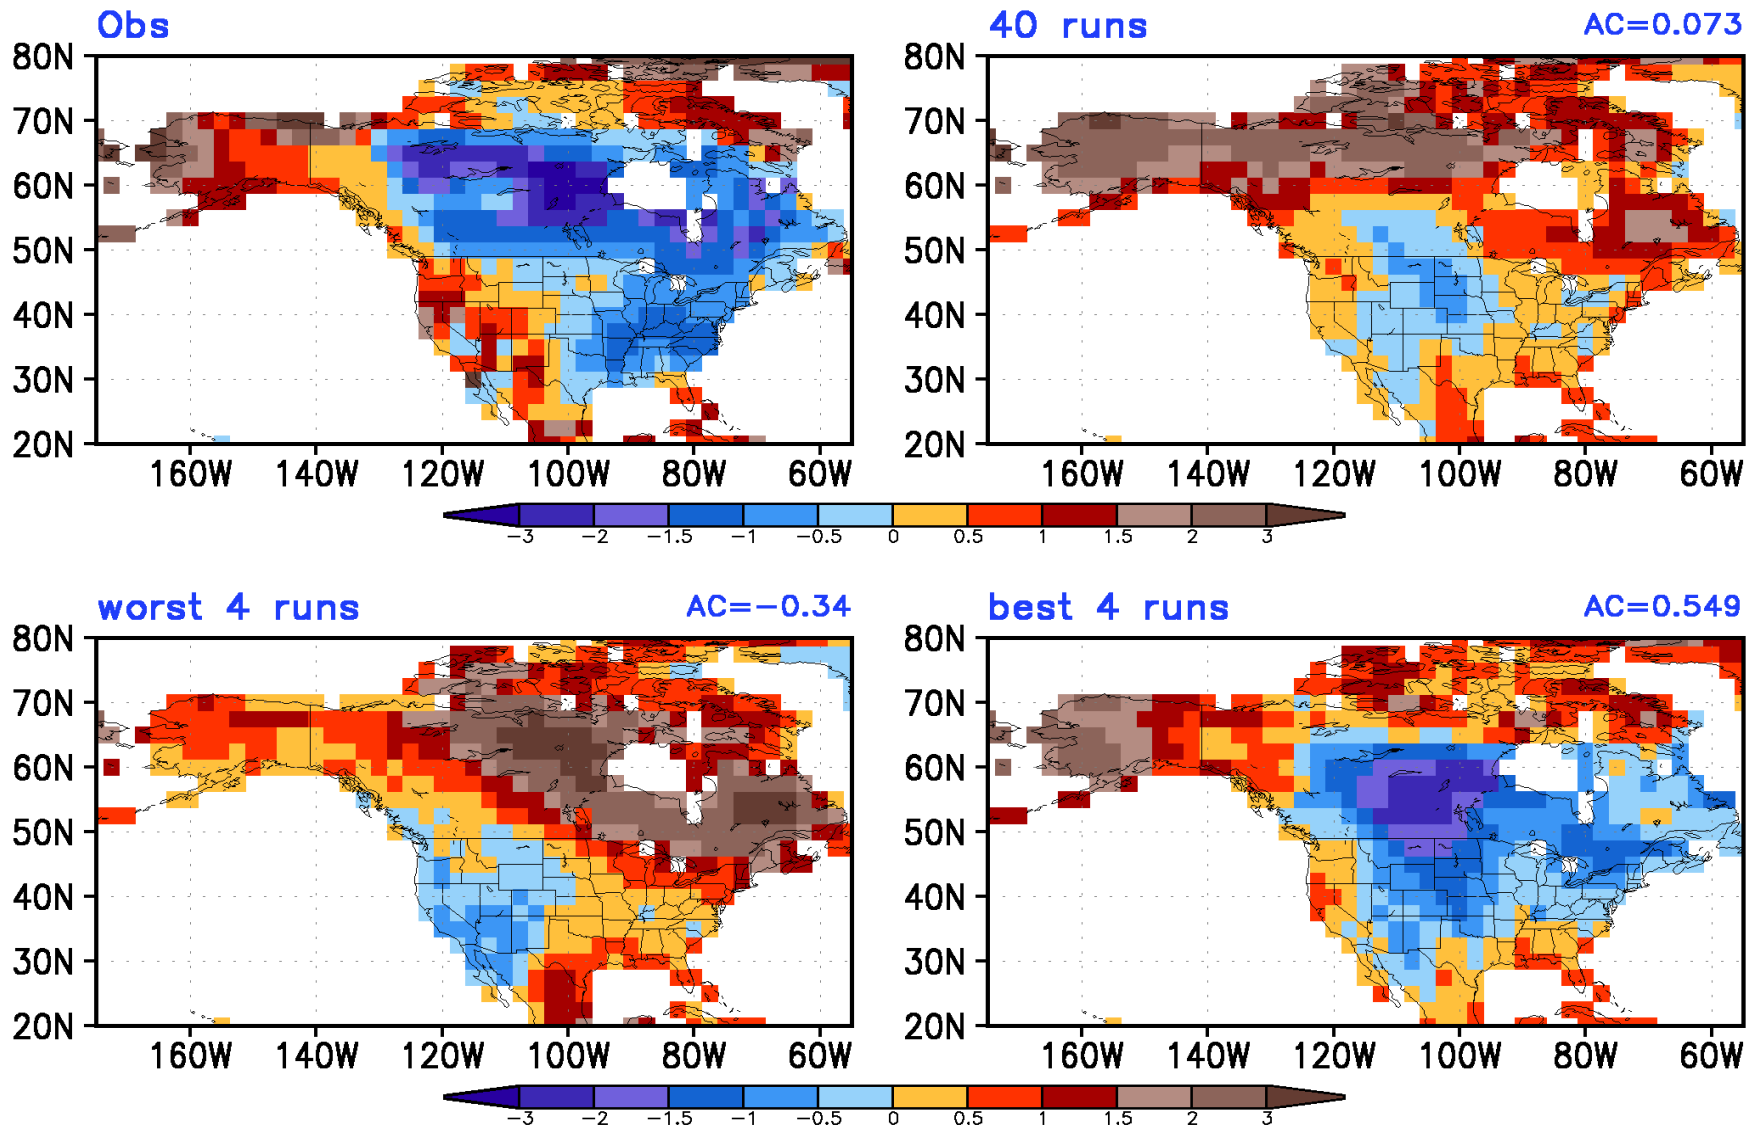 Obs
40 runs AC=0.073
80N 80N
70N 70N
60N 60N
50N 50N
40N 40N
30N 30N
20N 20N
160W 140W 120W 100W 80W 60W 160W 140W 120W 100W 80W 60W
-3 -2 -1.5 -1 -0.5 0 0.5 1 1.5 2 3
worst 4 runs AC=-0.34
best 4 runs AC=0.549
80N 80N
70N 70N
60N 60N
50N 50N
40N 40N
30N 30N
20N 20N
160W 140W 120W 100W 80W 60W 160W 140W 120W 100W 80W 60W
-3 -2 -1.5 -1 -0.5 0 0.5 1 1.5 2 3